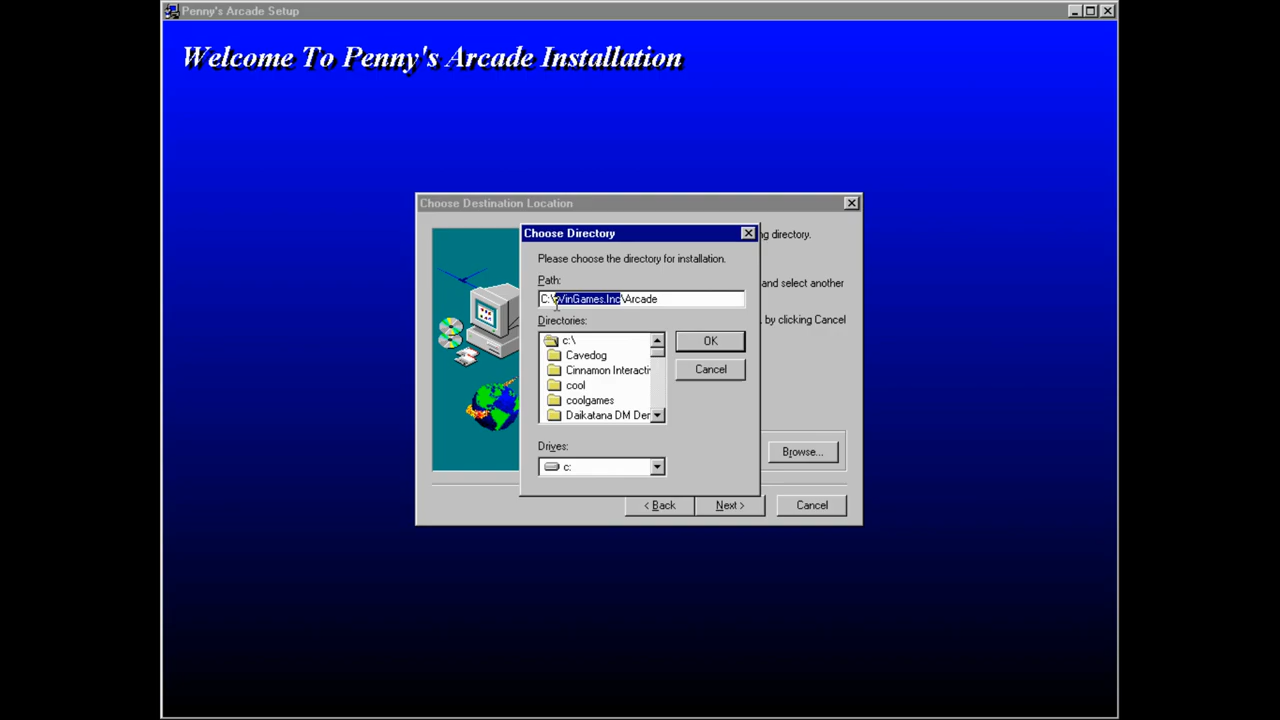 Penny's Arcade Setup
Welcome To Penny's Arcade Installation
Choose Destination Location
Choose Directory
ng directory.
Please choose the directory for installation.
Path:
and select another
C:\WinGames.Inc\Arcade
Directories:
by clicking Cancel
c:\
OK
Cavedog
Cinnamon Interacti
Cancel
cool
coolgames
Daikatana DM Der
Drives:
Browse...
c:
< Back
Next >
Cancel